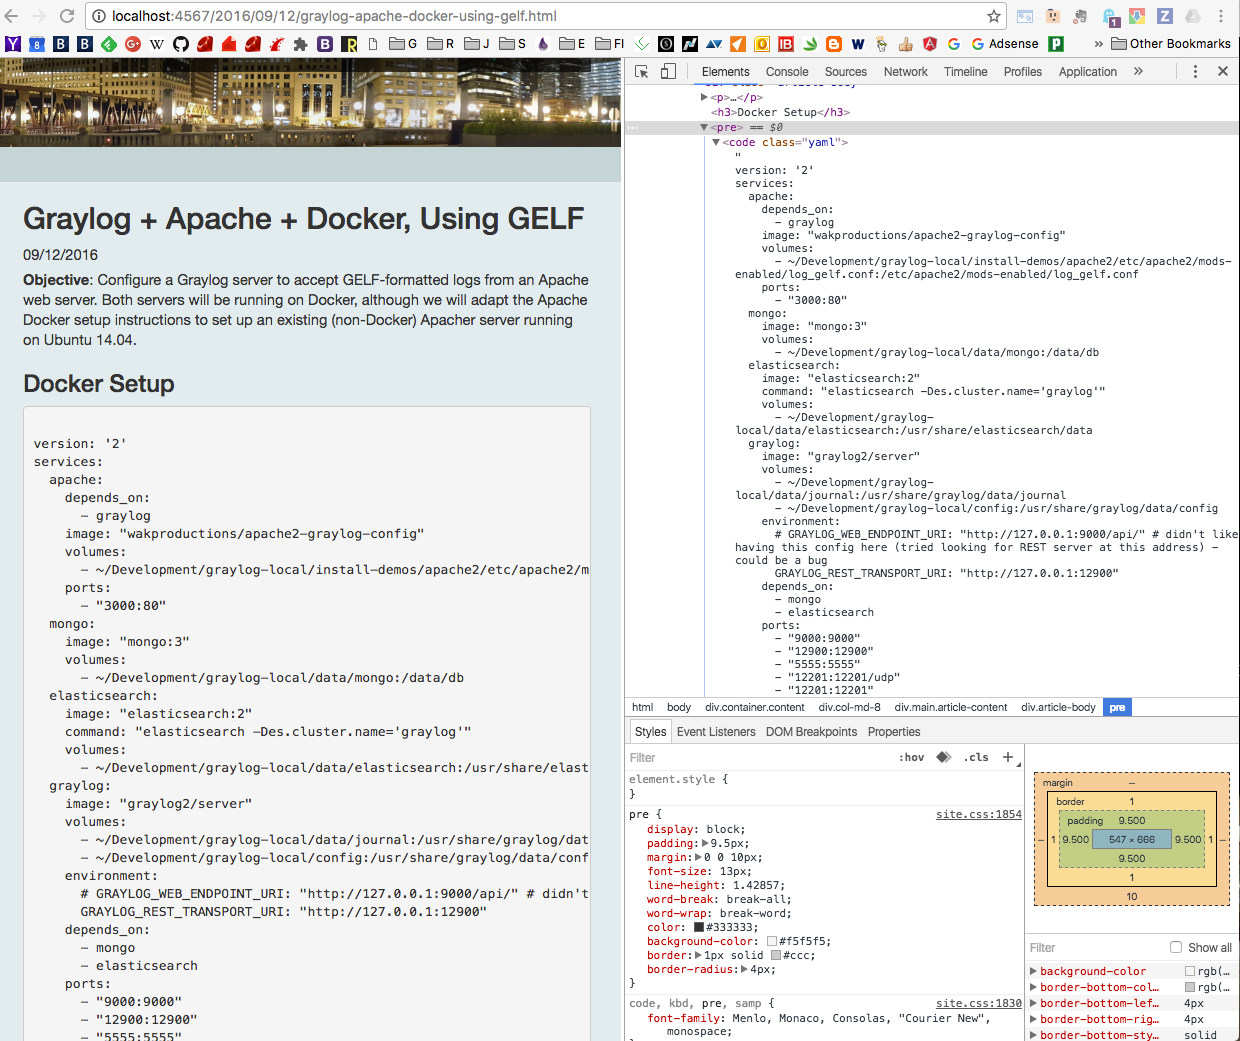 localhost:4567/2016/09/12/graylog-apache-docker-using-gelf.html
G R J S E FI Adsense » Other Bookmarks
Graylog + Apache + Docker, Using GELF
09/12/2016
Objective: Configure a Graylog server to accept GELF-formatted logs from an Apache
web server. Both servers will be running on Docker, although we will adapt the Apache
Docker setup instructions to set up an existing (non-Docker) Apacher server running
on Ubuntu 14.04.
Docker Setup
version: '2'
services:
apache:
depends_on:
- graylog
image: "wakproductions/apache2-graylog-config"
volumes:
- ~/Development/graylog-local/install-demos/apache2/etc/apache2/m
ports:
- "3000:80"
mongo:
image: "mongo:3"
volumes:
- ~/Development/graylog-local/data/mongo:/data/db
elasticsearch:
image: "elasticsearch:2"
command: "elasticsearch -Des.cluster.name='graylog'"
volumes:
- ~/Development/graylog-local/data/elasticsearch:/usr/share/elast
graylog:
image: "graylog2/server"
volumes:
- ~/Development/graylog-local/data/journal:/usr/share/graylog/dat
- ~/Development/graylog-local/config:/usr/share/graylog/data/conf
environment:
# GRAYLOG_WEB_ENDPOINT_URI: "http://127.0.0.1:9000/api/" # didn't
GRAYLOG_REST_TRANSPORT_URI: "http://127.0.0.1:12900"
depends_on:
- mongo
- elasticsearch
ports:
- "9000:9000"
- "12900:12900"
- "5555:5555"
Elements Console Sources Network Timeline Profiles Application »
<p>…</p>
<h3>Docker Setup</h3>
<pre> == $0
<code class="yaml">
"
version: '2'
services:
apache:
depends_on:
- graylog
image: "wakproductions/apache2-graylog-config"
volumes:
- ~/Development/graylog-local/install-demos/apache2/etc/apache2/mods-
enabled/log_gelf.conf:/etc/apache2/mods-enabled/log_gelf.conf
ports:
- "3000:80"
mongo:
image: "mongo:3"
volumes:
- ~/Development/graylog-local/data/mongo:/data/db
elasticsearch:
image: "elasticsearch:2"
command: "elasticsearch -Des.cluster.name='graylog'"
volumes:
- ~/Development/graylog-
local/data/elasticsearch:/usr/share/elasticsearch/data
graylog:
image: "graylog2/server"
volumes:
- ~/Development/graylog-
local/data/journal:/usr/share/graylog/data/journal
- ~/Development/graylog-local/config:/usr/share/graylog/data/config
environment:
# GRAYLOG_WEB_ENDPOINT_URI: "http://127.0.0.1:9000/api/" # didn't like
having this config here (tried looking for REST server at this address) -
could be a bug
GRAYLOG_REST_TRANSPORT_URI: "http://127.0.0.1:12900"
depends_on:
- mongo
- elasticsearch
ports:
- "9000:9000"
- "12900:12900"
- "5555:5555"
- "12201:12201/udp"
- "12201:12201"
html body div.container.content div.col-md-8 div.main.article-content div.article-body pre
Styles Event Listeners DOM Breakpoints Properties
Filter :hov .cls +
element.style {
}
pre { site.css:1854
display: block;
padding: 9.5px;
margin: 0 0 10px;
font-size: 13px;
line-height: 1.42857;
word-break: break-all;
word-wrap: break-word;
color: #333333;
background-color: #f5f5f5;
border: 1px solid #ccc;
border-radius: 4px;
}
code, kbd, pre, samp { site.css:1830
font-family: Menlo, Monaco, Consolas, "Courier New",
monospace;
margin –
border 1
padding 9.500
– 1 9.500 547 × 666 9.500 1 –
9.500
1
10
Filter Show all
background-color rgb(…
border-bottom-col… rgb(…
border-bottom-lef… 4px
border-bottom-rig… 4px
border-bottom-sty… solid